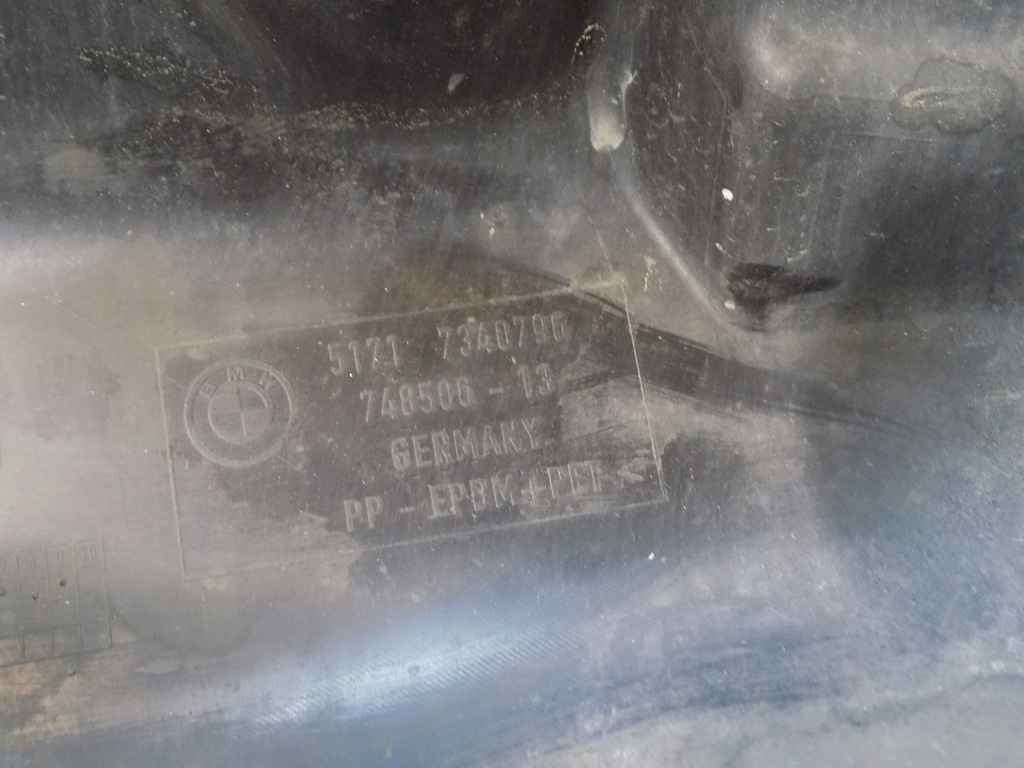 BMW
5121 7340796
748506 - 13
GERMANY
PP - EPDM + PET